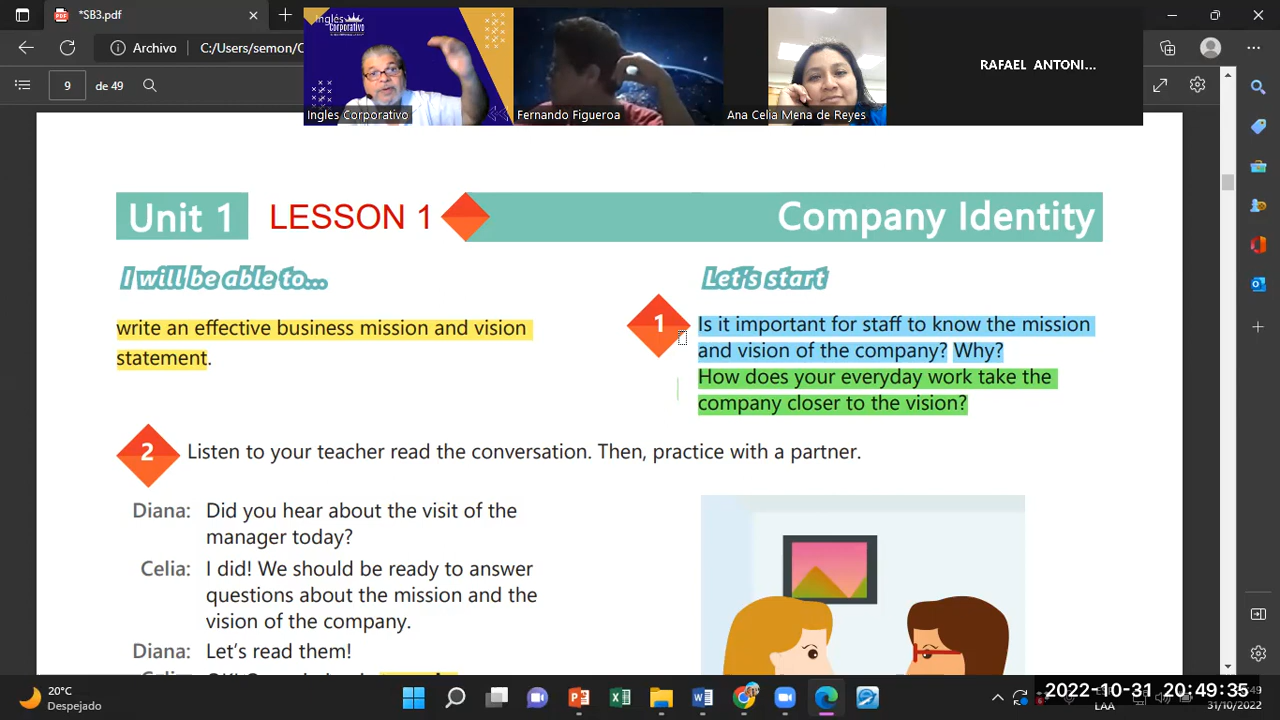 *SB3.pdf
Archivo
C:/Users/semon/O
9
de 49
Inglés
Corporativo
Ingles Corporativo
Fernando Figueroa
Ana Celia Mena de Reyes
RAFAEL ANTONI...
Unit 1
LESSON 1
Company Identity
I will be able to...
write an effective business mission and vision
statement.
Let's start
1
Is it important for staff to know the mission
and vision of the company? Why?
How does your everyday work take the
company closer to the vision?
2
Listen to your teacher read the conversation. Then, practice with a partner.
Diana: Did you hear about the visit of the
manager today?
Celia: I did! We should be ready to answer
questions about the mission and the
vision of the company.
Diana: Let's read them!
20°C
Despejado
2022-10-31 20:49:35
LAA
31/10/2022